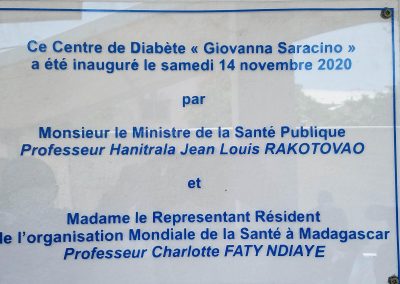 Ce Centre de Diabète « Giovanna Saracino »
a été inauguré le samedi 14 novembre 2020
par
Monsieur le Ministre de la Santé Publique
Professeur Hanitrala Jean Louis RAKOTOVAO
et
Madame le Representant Résident
de l'organisation Mondiale de la Santé à Madagascar
Professeur Charlotte FATY NDIAYE